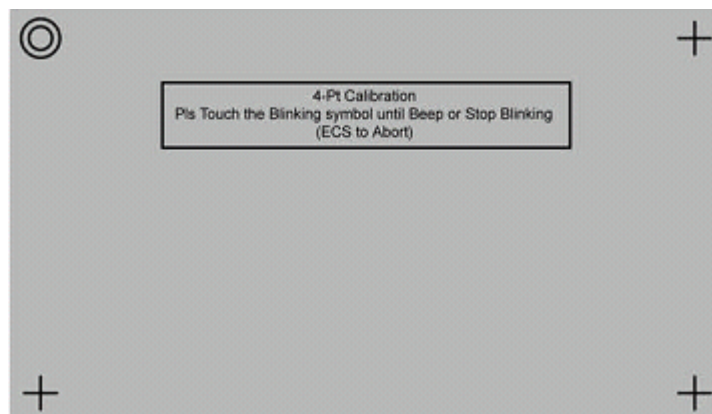 4-Pt Calibration
Pls Touch the Blinking symbol until Beep or Stop Blinking
(ECS to Abort)